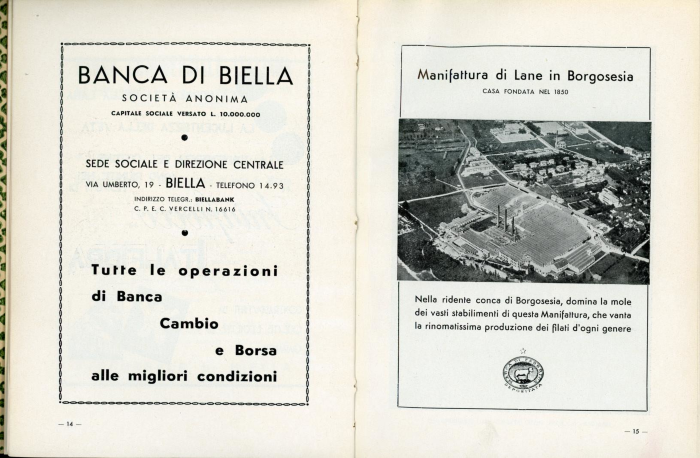 BANCA DI BIELLA
SOCIETÀ ANONIMA
CAPITALE SOCIALE VERSATO L. 10.000.000
SEDE SOCIALE E DIREZIONE CENTRALE
VIA UMBERTO, 19 - BIELLA - TELEFONO 14.93
INDIRIZZO TELEGR.: BIELLABANK
C. P. E. C. VERCELLI N. 16616
Tutte le operazioni
di Banca
Cambio
e Borsa
alle migliori condizioni
— 14 —
Manifattura di Lane in Borgosesia
CASA FONDATA NEL 1850
Nella ridente conca di Borgosesia, domina la mole
dei vasti stabilimenti di questa Manifattura, che vanta
la rinomatissima produzione dei filati d'ogni genere
DEPOSITATA
— 15 —